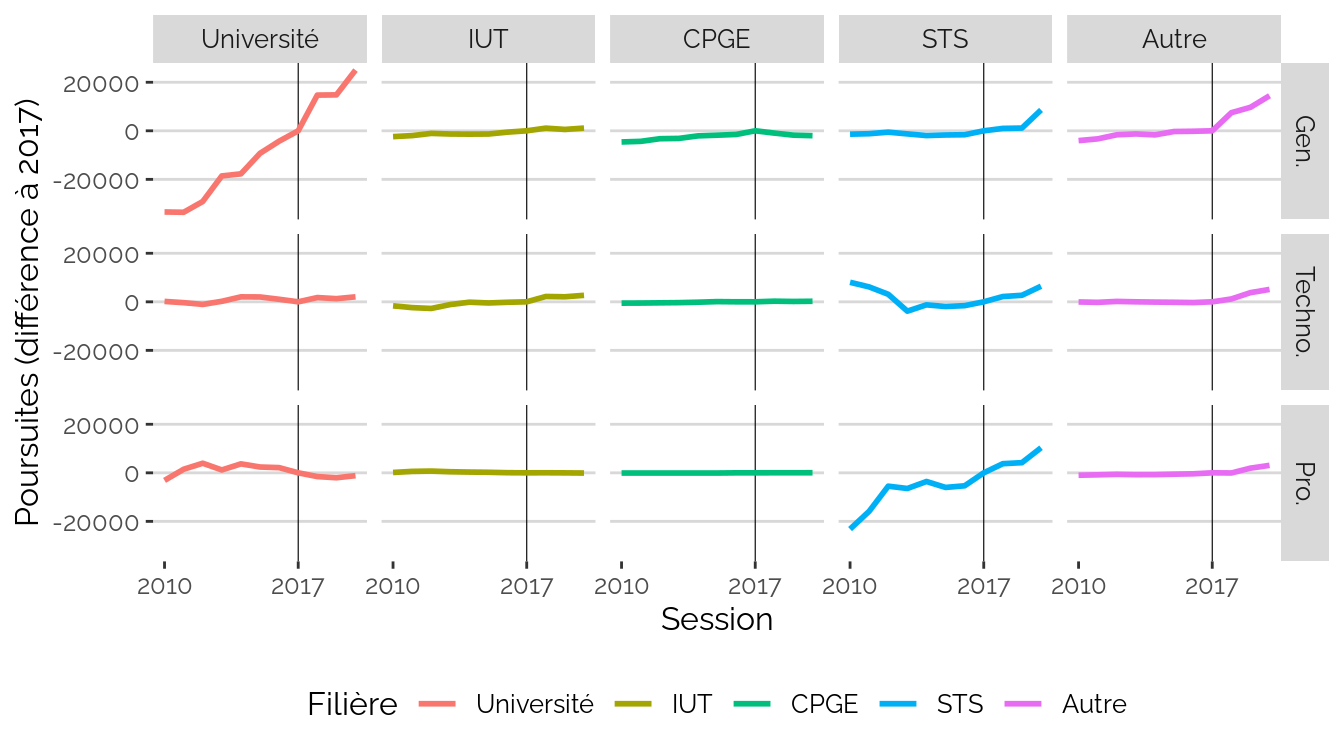 Université IUT CPGE STS Autre
Poursuites (différence à 2017)
20000
0
-20000
Gen.
20000
0
-20000
Techno.
20000
0
-20000
Pro.
2010 2017 2010 2017 2010 2017 2010 2017 2010 2017
Session
Filière Université IUT CPGE STS Autre